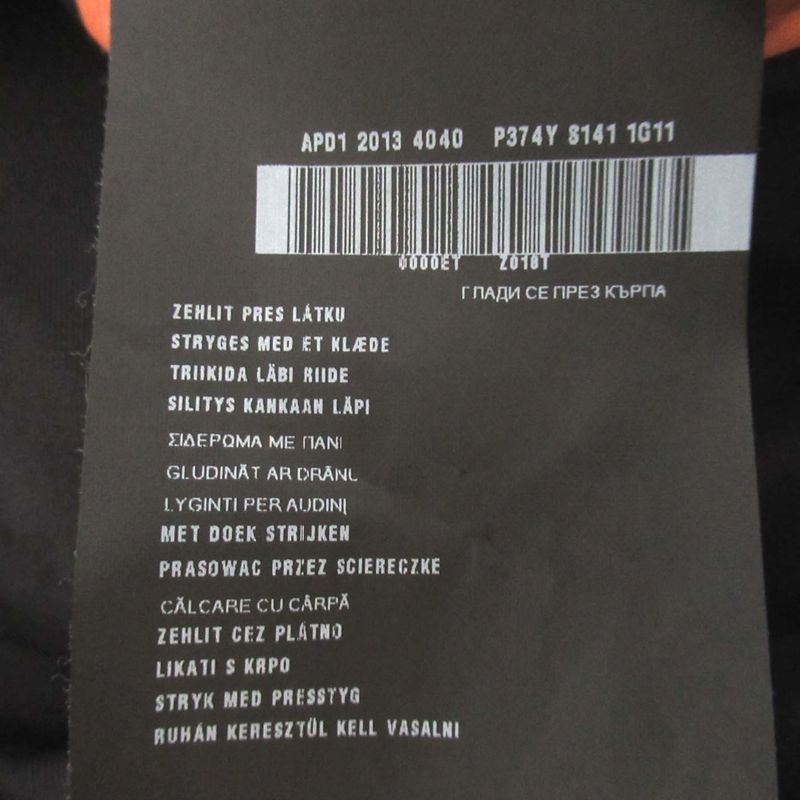 APD1 2013 4040 P374Y 8141 1G11
0000ET Z018T
ГЛАДИ СЕ ПРЕЗ КЪРПА
ZEHLIT PRES LÁTKU
STRYGES MED ET KLÆDE
TRIIKIDA LÄBI RIIDE
SILITYS KANKAAN LÄPI
ΣΙΔΕΡΩΜΑ ΜΕ ΠΑΝΙ
GLUDINĀT AR DRĀNU
LYGINTI PER AUDINĮ
MET DOEK STRIJKEN
PRASOWAC PRZEZ SCIERECZKE
CĂLCARE CU CÂRPĂ
ZEHLIT CEZ PLÁTNO
LIKATI S KRPO
STRYK MED PRESSTYG
RUHÁN KERESZTÜL KELL VASALNI